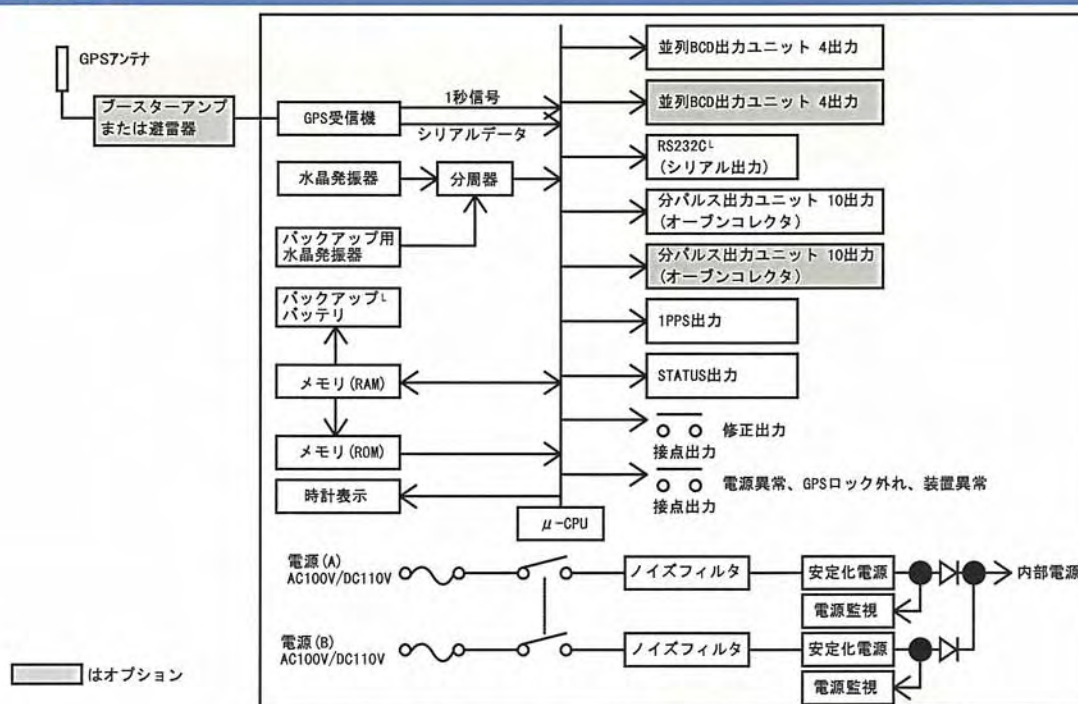 GPSアンテナ
ブースターアンプ
または避雷器
GPS受信機
1秒信号
シリアルデータ
水晶発振器
分周器
バックアップ用
水晶発振器
バックアップ└
バッテリ
メモリ(RAM)
メモリ(ROM)
時計表示
μ-CPU
並列BCD出力ユニット 4出力
並列BCD出力ユニット 4出力
RS232C└
(シリアル出力)
分パルス出力ユニット 10出力
(オープンコレクタ)
分パルス出力ユニット 10出力
(オープンコレクタ)
1PPS出力
STATUS出力
修正出力
接点出力
電源異常、GPSロック外れ、装置異常
接点出力
電源(A)
AC100V/DC110V
ノイズフィルタ
安定化電源
内部電源
電源監視
電源(B)
AC100V/DC110V
ノイズフィルタ
安定化電源
電源監視
はオプション